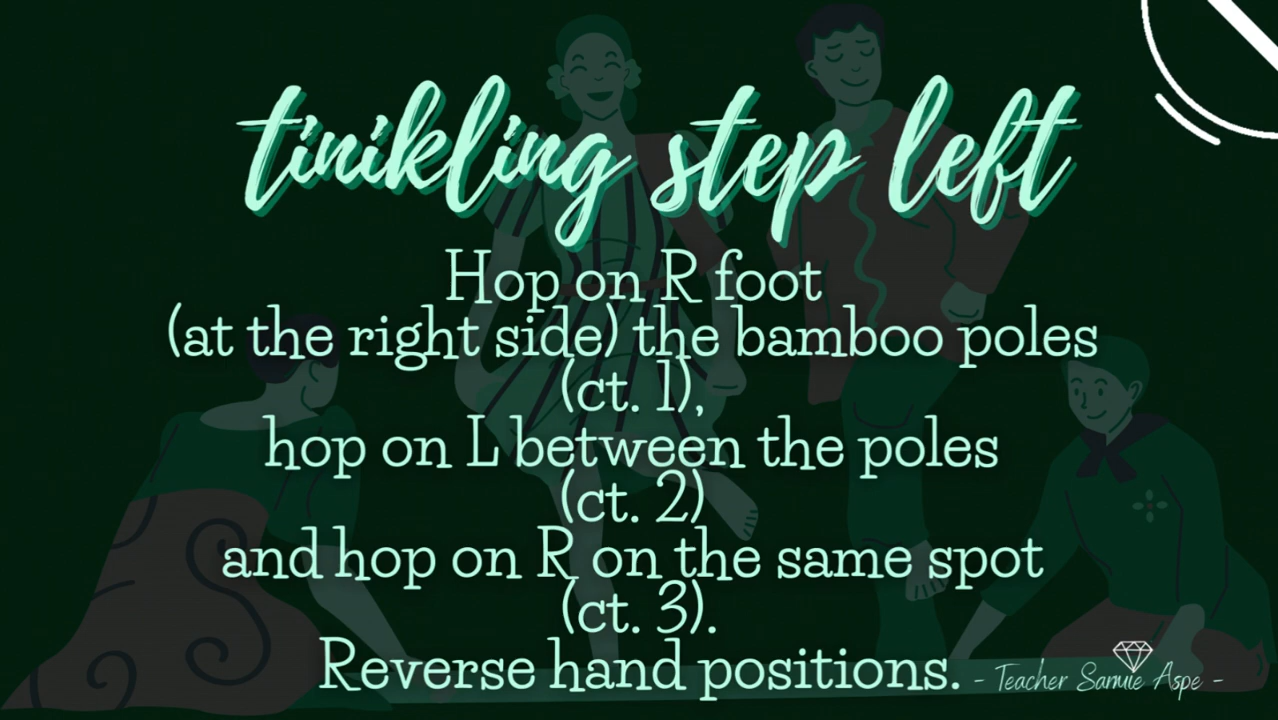 tinikling step left
Hop on R foot
(at the right side) the bamboo poles
(ct. 1),
hop on L between the poles
(ct. 2)
and hop on R on the same spot
(ct. 3).
Reverse hand positions.
- Teacher Samie Aspe -